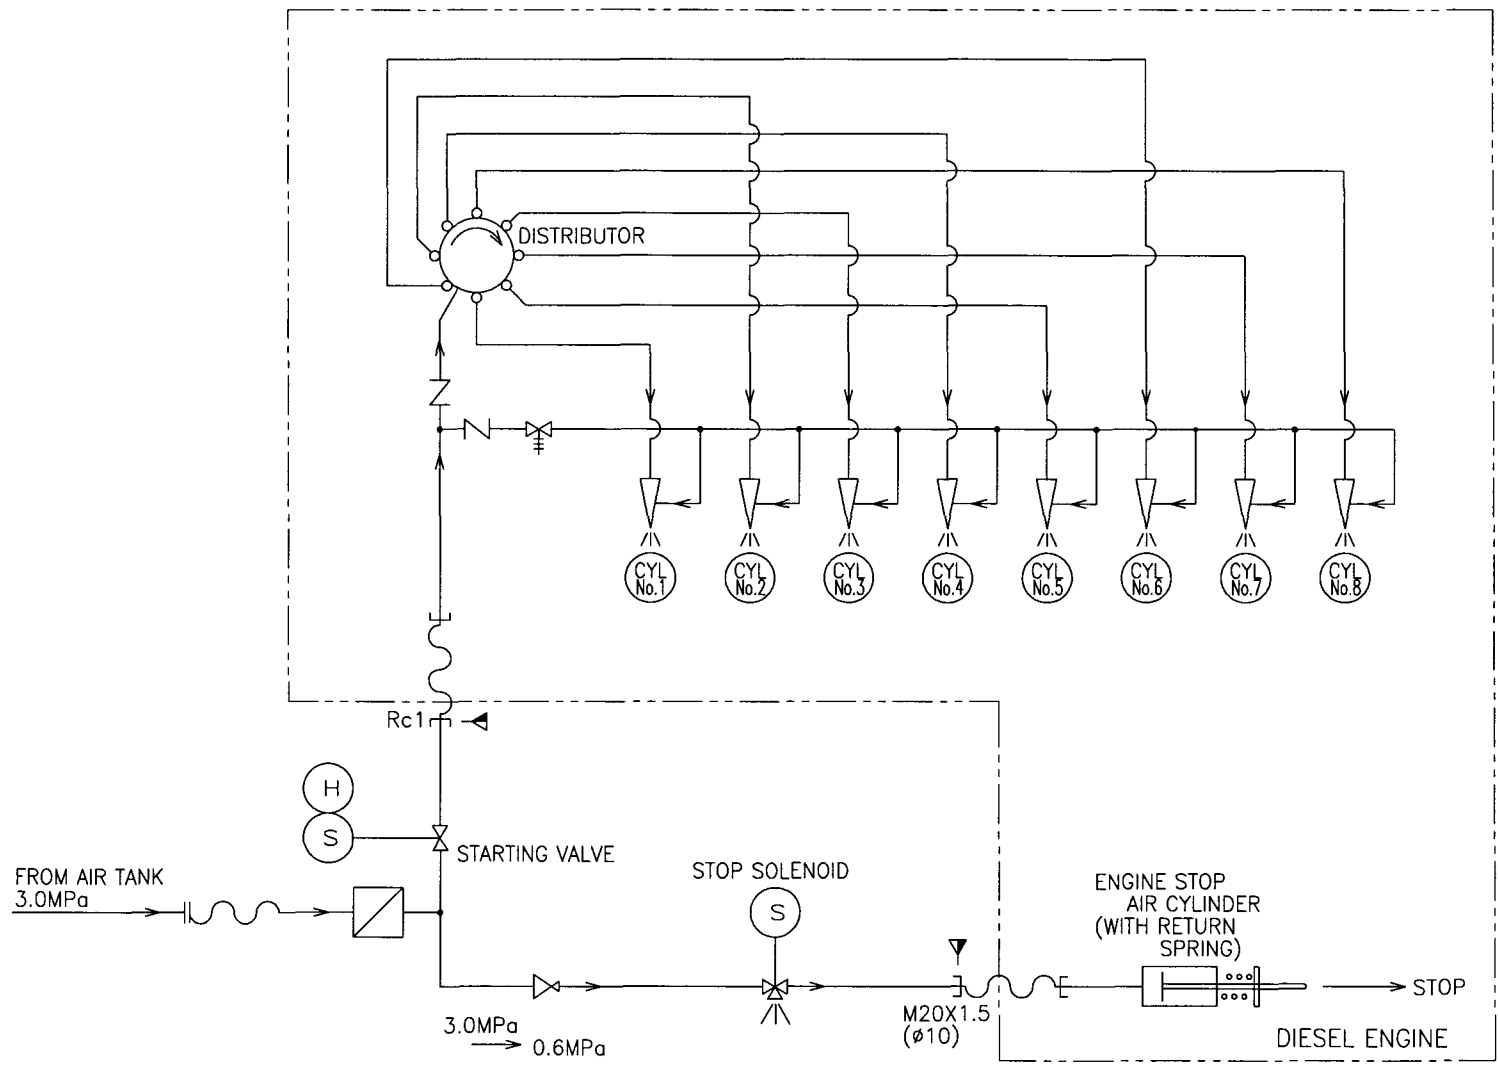 DISTRIBUTOR
CYL
No.1
CYL
No.2
CYL
No.3
CYL
No.4
CYL
No.5
CYL
No.6
CYL
No.7
CYL
No.8
Rc1
H
S
STARTING VALVE
FROM AIR TANK
3.0MPa
STOP SOLENOID
S
ENGINE STOP
AIR CYLINDER
(WITH RETURN
SPRING)
STOP
M20X1.5
(ø10)
3.0MPa
0.6MPa
DIESEL ENGINE